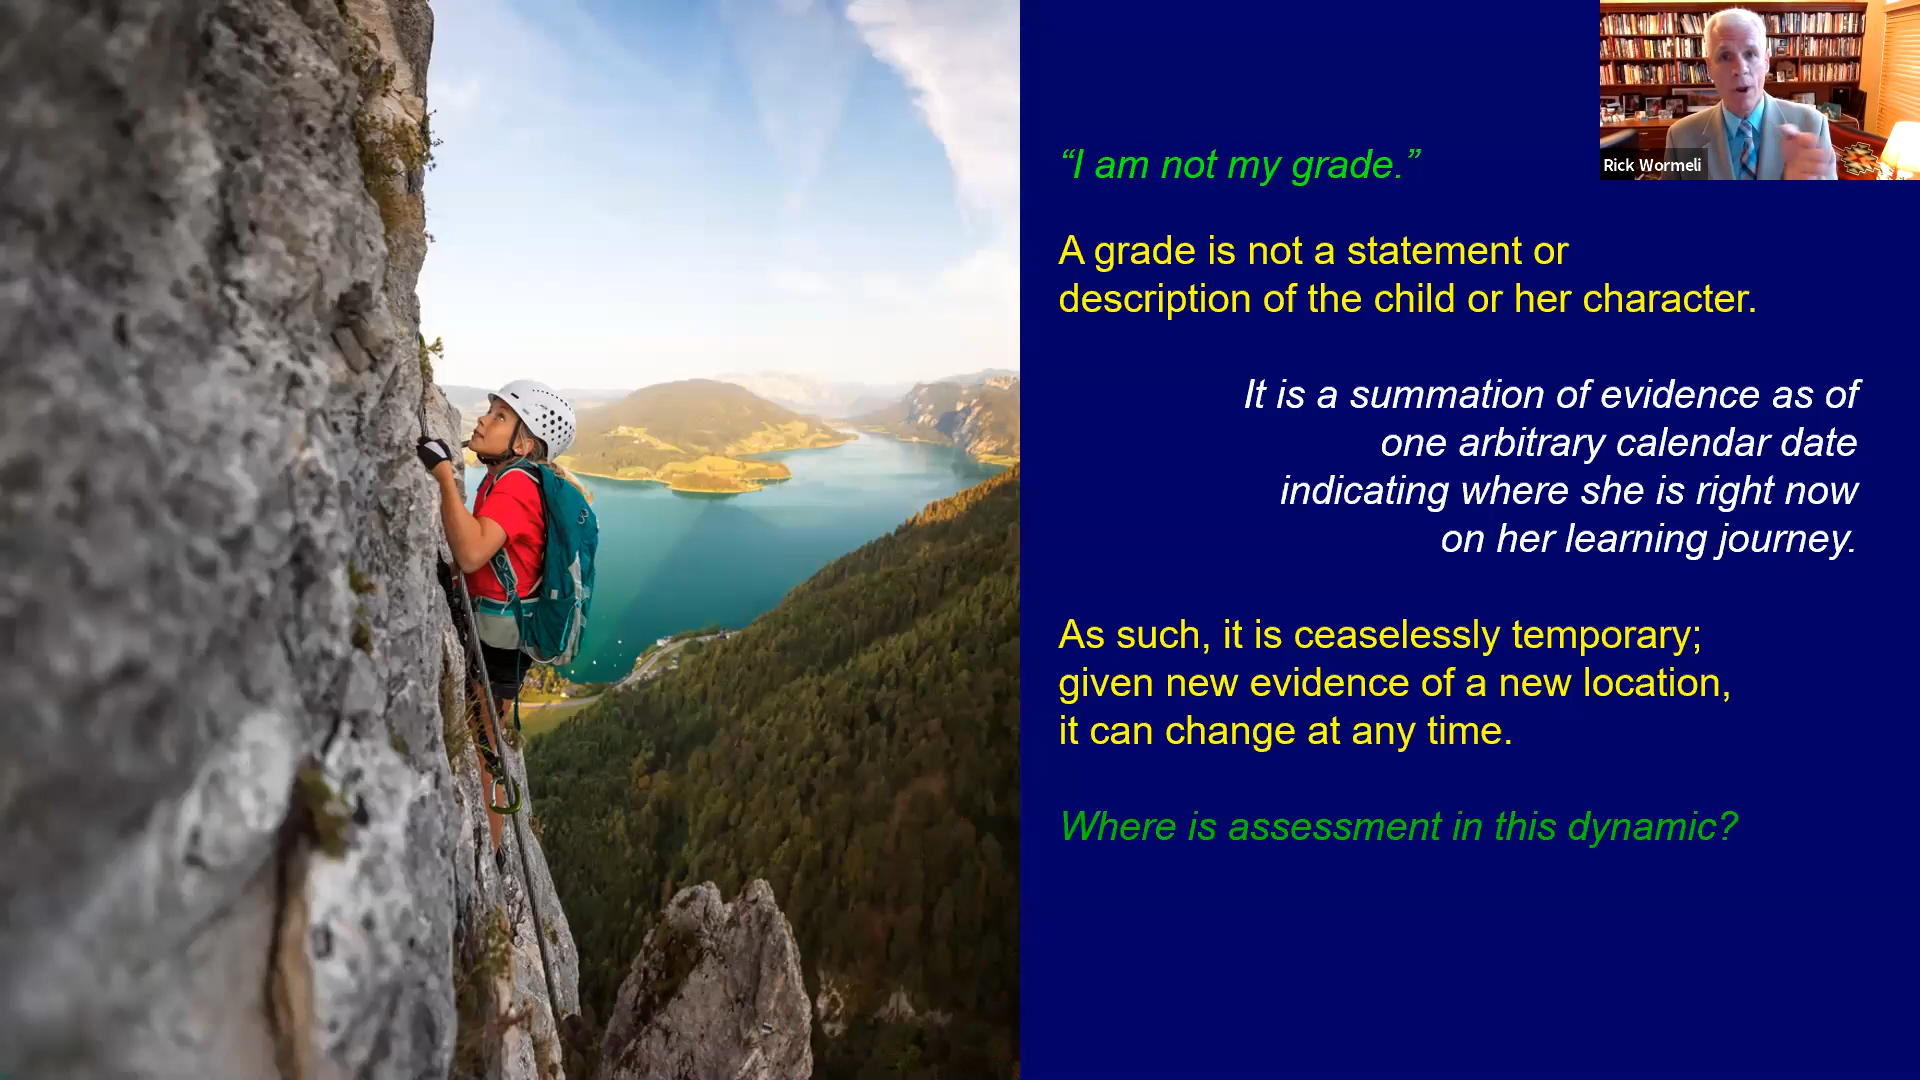 “I am not my grade.”
Rick Wormeli
A grade is not a statement or
description of the child or her character.
It is a summation of evidence as of
one arbitrary calendar date
indicating where she is right now
on her learning journey.
As such, it is ceaselessly temporary;
given new evidence of a new location,
it can change at any time.
Where is assessment in this dynamic?